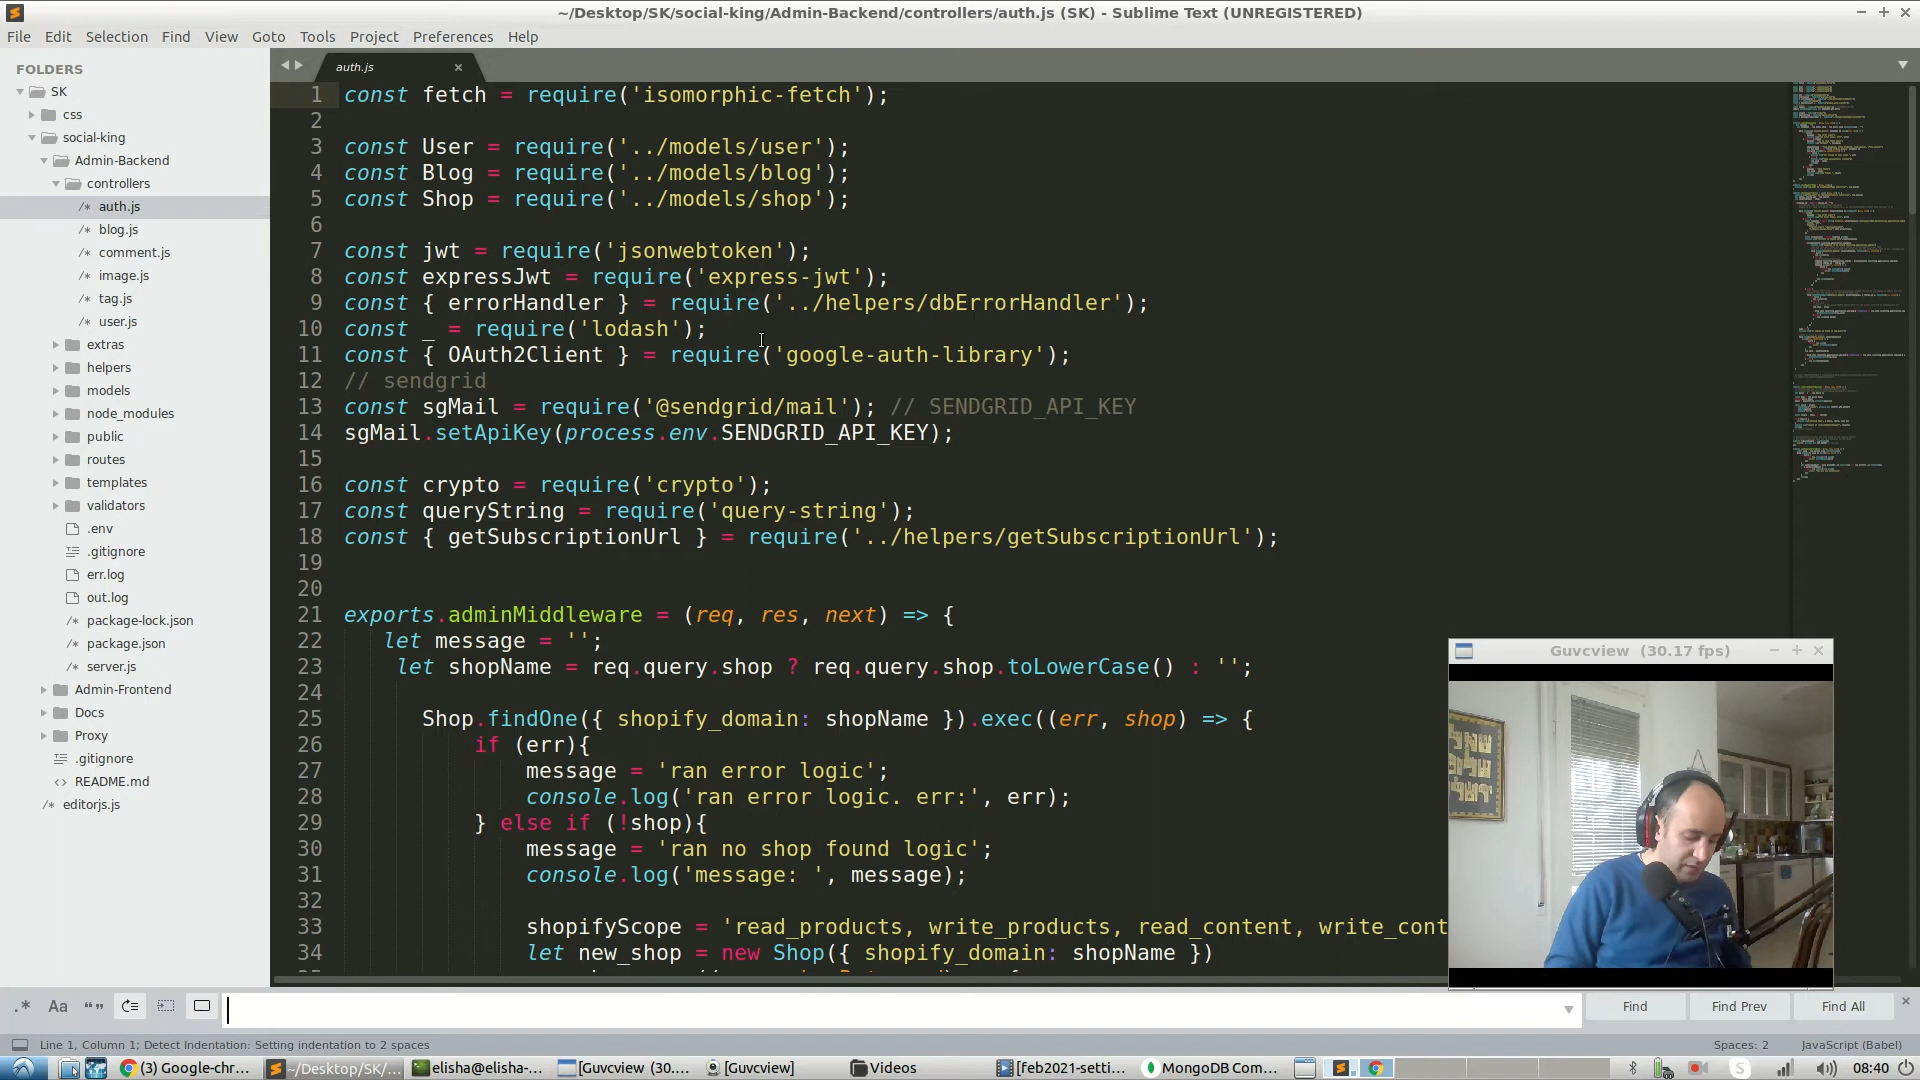 ~/Desktop/SK/social-king/Admin-Backend/controllers/auth.js (SK) - Sublime Text (UNREGISTERED)
File Edit Selection Find View Goto Tools Project Preferences Help
FOLDERS
SK
css
social-king
Admin-Backend
controllers
/* auth.js
/* blog.js
/* comment.js
/* image.js
/* tag.js
/* user.js
extras
helpers
models
node_modules
public
routes
templates
validators
.env
.gitignore
err.log
out.log
/* package-lock.json
/* package.json
/* server.js
Admin-Frontend
Docs
Proxy
.gitignore
<> README.md
/* editorjs.js
auth.js
1 const fetch = require('isomorphic-fetch');
2
3 const User = require('../models/user');
4 const Blog = require('../models/blog');
5 const Shop = require('../models/shop');
6
7 const jwt = require('jsonwebtoken');
8 const expressJwt = require('express-jwt');
9 const { errorHandler } = require('../helpers/dbErrorHandler');
10 const _ = require('lodash');
11 const { OAuth2Client } = require('google-auth-library');
12 // sendgrid
13 const sgMail = require('@sendgrid/mail'); // SENDGRID_API_KEY
14 sgMail.setApiKey(process.env.SENDGRID_API_KEY);
15
16 const crypto = require('crypto');
17 const queryString = require('query-string');
18 const { getSubscriptionUrl } = require('../helpers/getSubscriptionUrl');
19
20
21 exports.adminMiddleware = (req, res, next) => {
22 let message = '';
23 let shopName = req.query.shop ? req.query.shop.toLowerCase() : '';
24
25 Shop.findOne({ shopify_domain: shopName }).exec((err, shop) => {
26 if (err){
27 message = 'ran error logic';
28 console.log('ran error logic. err:', err);
29 } else if (!shop){
30 message = 'ran no shop found logic';
31 console.log('message: ', message);
32
33 shopifyScope = 'read_products, write_products, read_content, write_cont
34 let new_shop = new Shop({ shopify_domain: shopName })
Guvcview (30.17 fps)
.* Aa “”
Find Find Prev Find All
Line 1, Column 1; Detect Indentation: Setting indentation to 2 spaces
Spaces: 2 JavaScript (Babel)
(3) Google-chr... ~/Desktop/SK/... elisha@elisha-... [Guvcview (30.... [Guvcview] Videos [feb2021-setti... MongoDB Com... 08:40